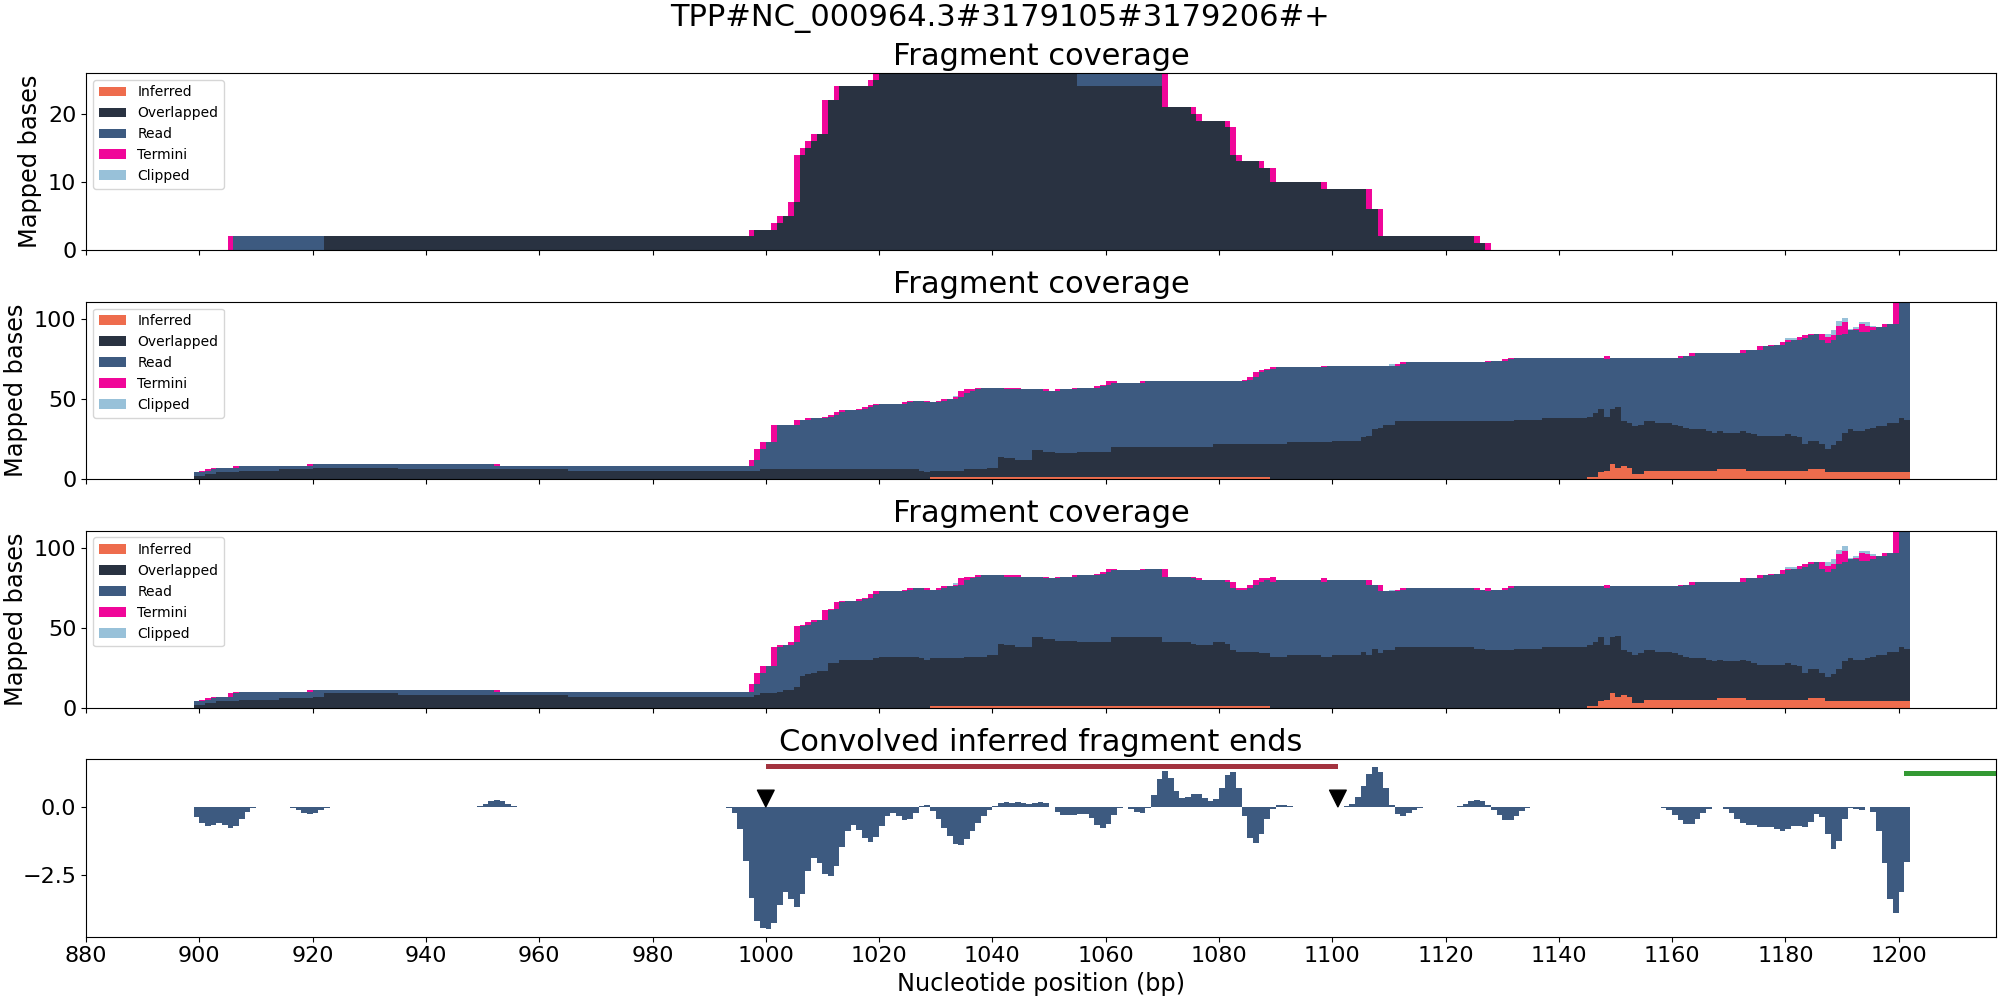 TPP#NC_000964.3#3179105#3179206#+
Fragment coverage
Mapped bases
20
10
0
Inferred
Overlapped
Read
Termini
Clipped
Fragment coverage
Mapped bases
100
50
0
Inferred
Overlapped
Read
Termini
Clipped
Fragment coverage
Mapped bases
100
50
0
Inferred
Overlapped
Read
Termini
Clipped
Convolved inferred fragment ends
0.0
−2.5
880 900 920 940 960 980 1000 1020 1040 1060 1080 1100 1120 1140 1160 1180 1200
Nucleotide position (bp)